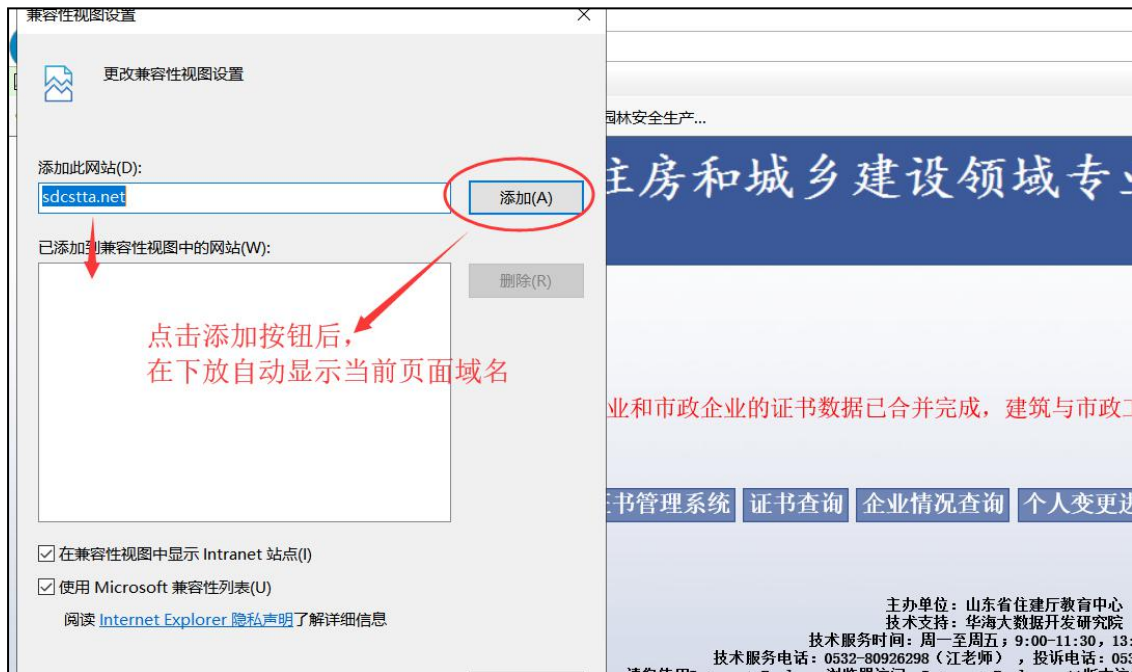 兼容性视图设置
更改兼容性视图设置
添加此网站(D):
sdcstta.net
添加(A)
已添加到兼容性视图中的网站(W):
删除(R)
点击添加按钮后，
在下放自动显示当前页面域名
在兼容性视图中显示 Intranet 站点(I)
使用 Microsoft 兼容性列表(U)
阅读 Internet Explorer 隐私声明了解详细信息
园林安全生产...
住房和城乡建设领域专业
业和市政企业的证书数据已合并完成，建筑与市政工
证书管理系统
证书查询
企业情况查询
个人变更进
主办单位：山东省住建厅教育中心
技术支持：华海大数据开发研究院
技术服务时间：周一至周五；9:00-11:30，13:
技术服务电话：0532-80926298（江老师），投诉电话：053